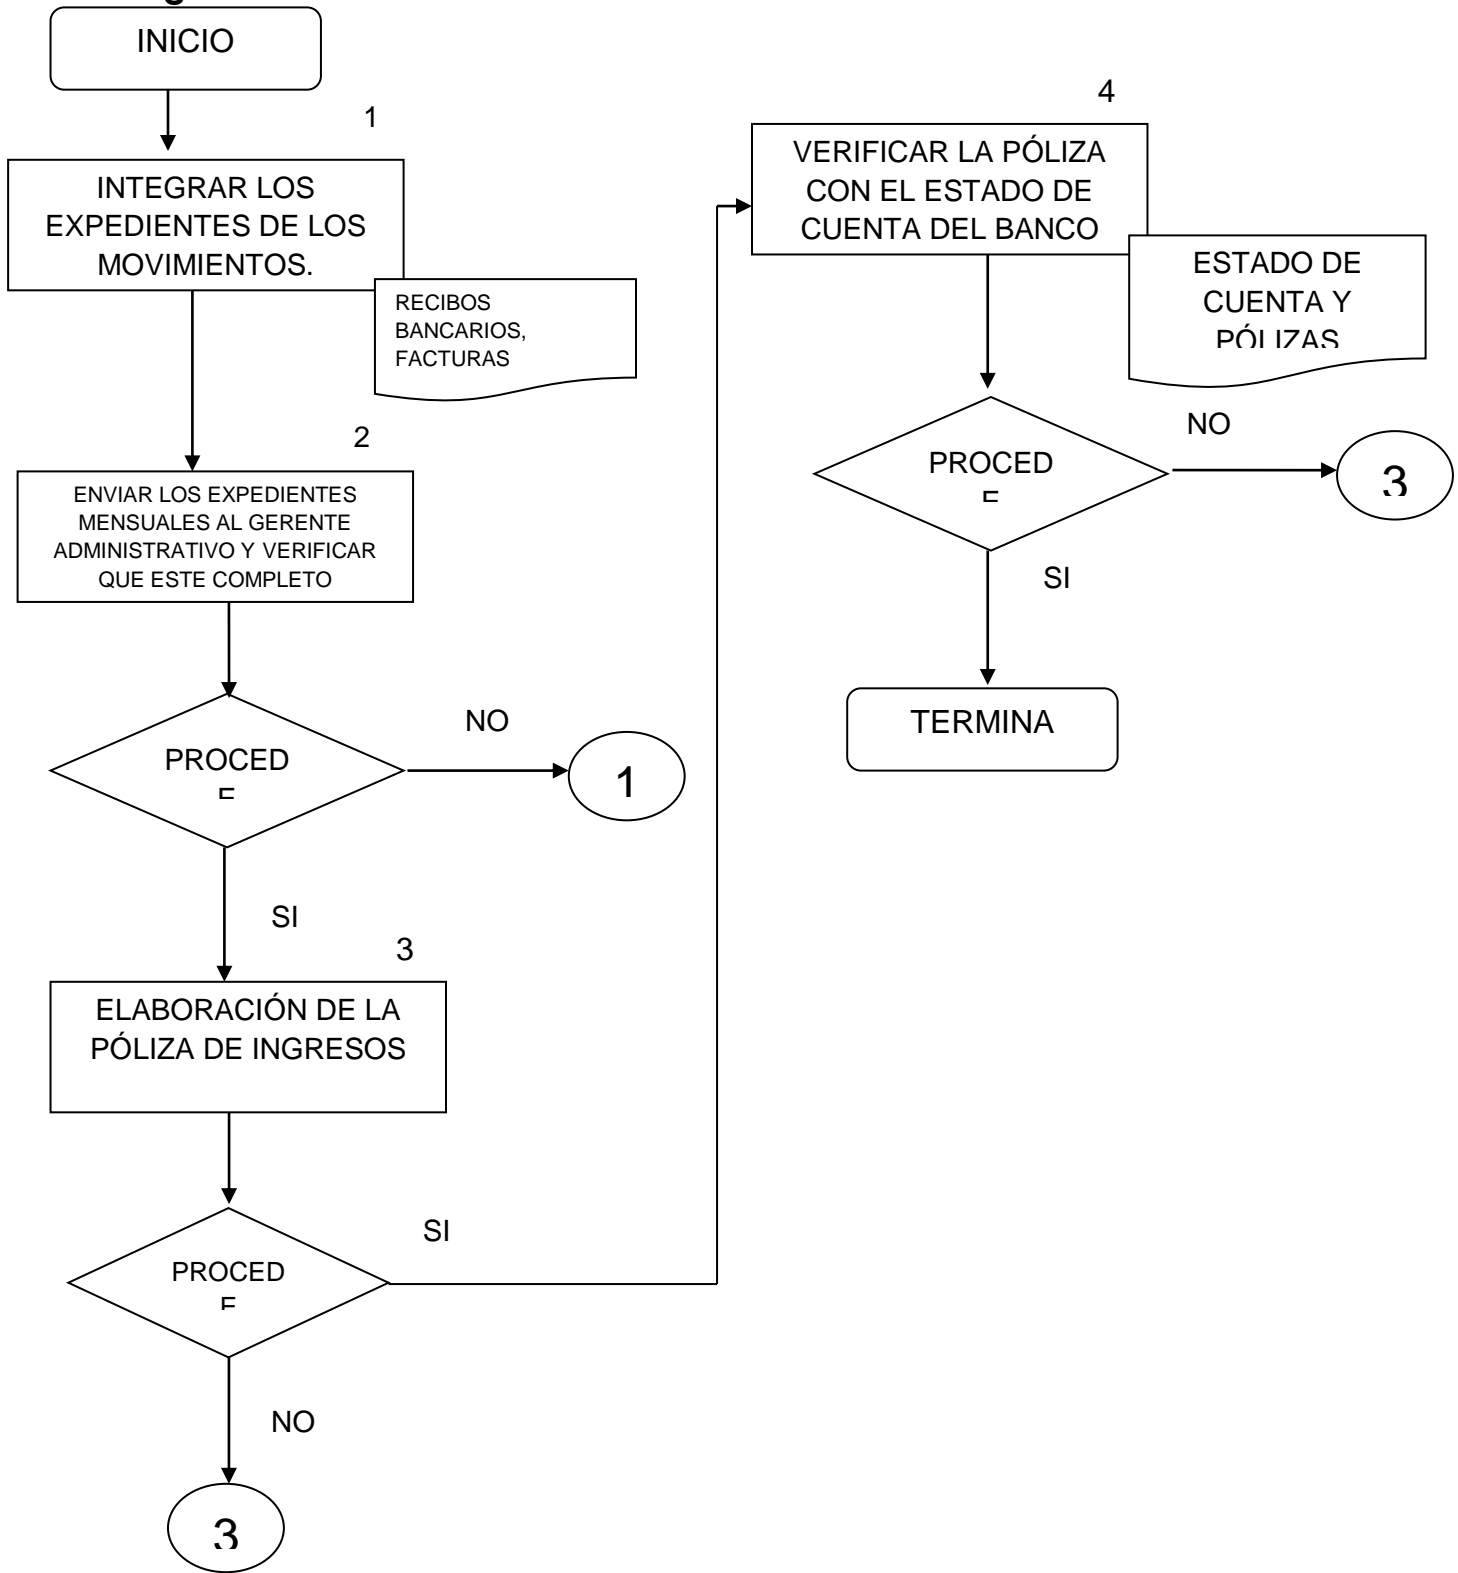 INICIO
1
INTEGRAR LOS
EXPEDIENTES DE LOS
MOVIMIENTOS.
RECIBOS
BANCARIOS,
FACTURAS
2
ENVIAR LOS EXPEDIENTES
MENSUALES AL GERENTE
ADMINISTRATIVO Y VERIFICAR
QUE ESTE COMPLETO
PROCED
E
NO
1
SI
3
ELABORACIÓN DE LA
PÓLIZA DE INGRESOS
PROCED
E
SI
NO
3
4
VERIFICAR LA PÓLIZA
CON EL ESTADO DE
CUENTA DEL BANCO
ESTADO DE
CUENTA Y
PÓLIZAS
PROCED
E
NO
3
SI
TERMINA